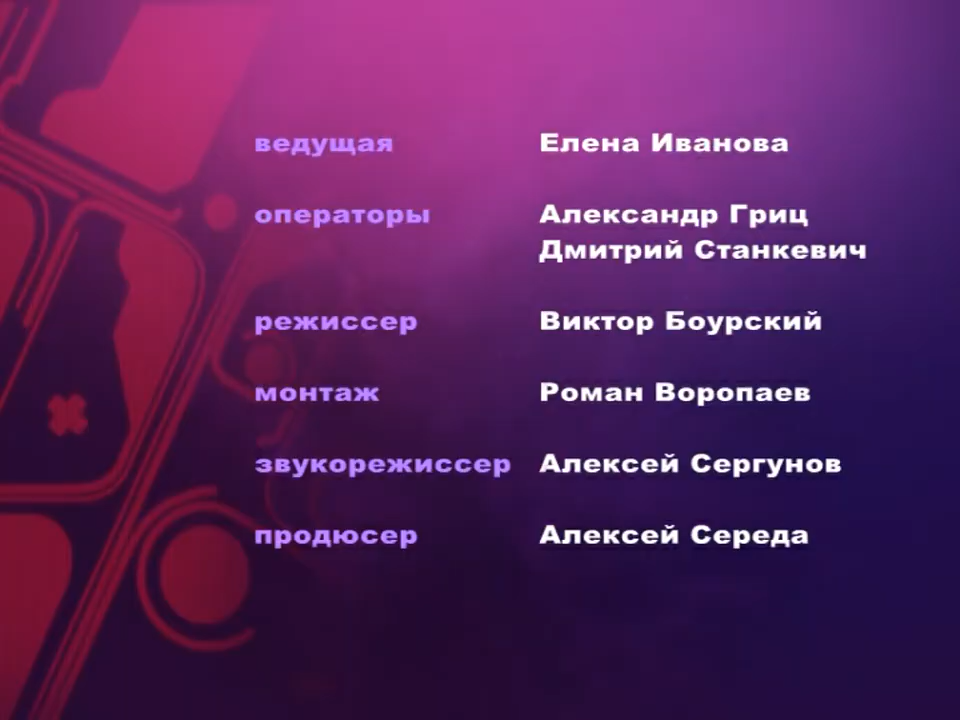 ведущая Елена Иванова
операторы Александр Гриц
Дмитрий Станкевич
режиссер Виктор Боурский
монтаж Роман Воропаев
звукорежиссер Алексей Сергунов
продюсер Алексей Середа